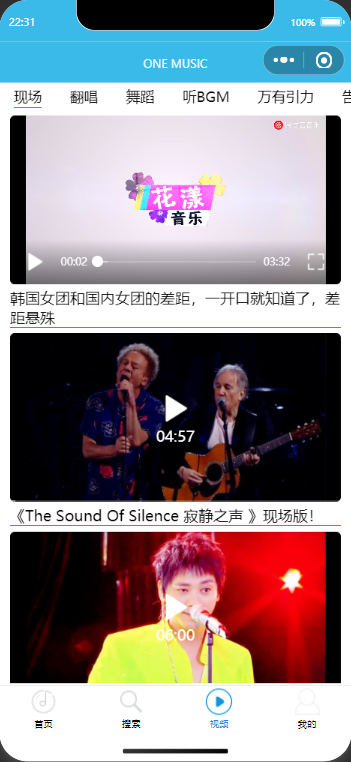 22:31
100%
ONE MUSIC
现场 翻唱 舞蹈 听BGM 万有引力
花漾
音乐
00:02 03:32
韩国女团和国内女团的差距，一开口就知道了，差
距悬殊
04:57
《The Sound Of Silence 寂静之声 》现场版！
06:00
首页 搜索 视频 我的